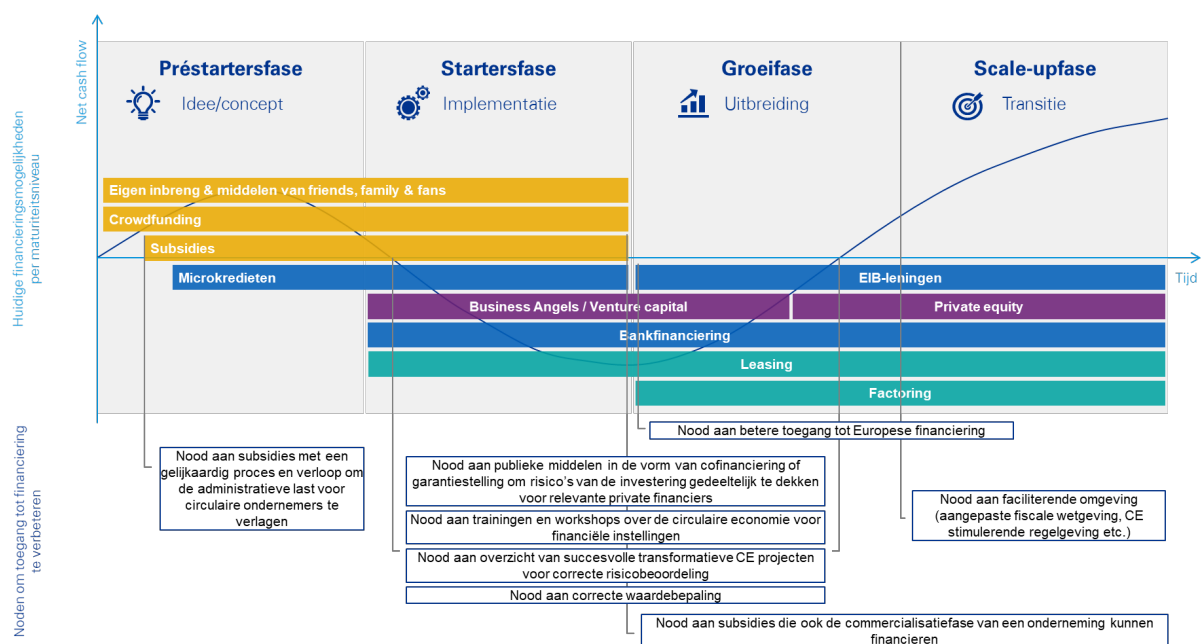 Net cash flow
Huidige financieringsmogelijkheden
per maturiteitsniveau
Préstartersfase
Idee/concept
Startersfase
Implementatie
Groeifase
Uitbreiding
Scale-upfase
Transitie
Eigen inbreng & middelen van friends, family & fans
Crowdfunding
Subsidies
Microkredieten
EIB-leningen
Tijd
Business Angels / Venture capital
Private equity
Bankfinanciering
Leasing
Factoring
Noden om toegang tot financiering
te verbeteren
Nood aan subsidies met een
gelijkaardig proces en verloop om
de administratieve last voor
circulaire ondernemers te
verlagen
Nood aan betere toegang tot Europese financiering
Nood aan publieke middelen in de vorm van cofinanciering of
garantiestelling om risico's van de investering gedeeltelijk te dekken
voor relevante private financiers
Nood aan trainingen en workshops over de circulaire economie voor
financiële instellingen
Nood aan overzicht van succesvolle transformatieve CE projecten
voor correcte risicobeoordeling
Nood aan correcte waardebepaling
Nood aan faciliterende omgeving
(aangepaste fiscale wetgeving, CE
stimulerende regelgeving etc.)
Nood aan subsidies die ook de commercialisatiefase van een onderneming kunnen
financieren